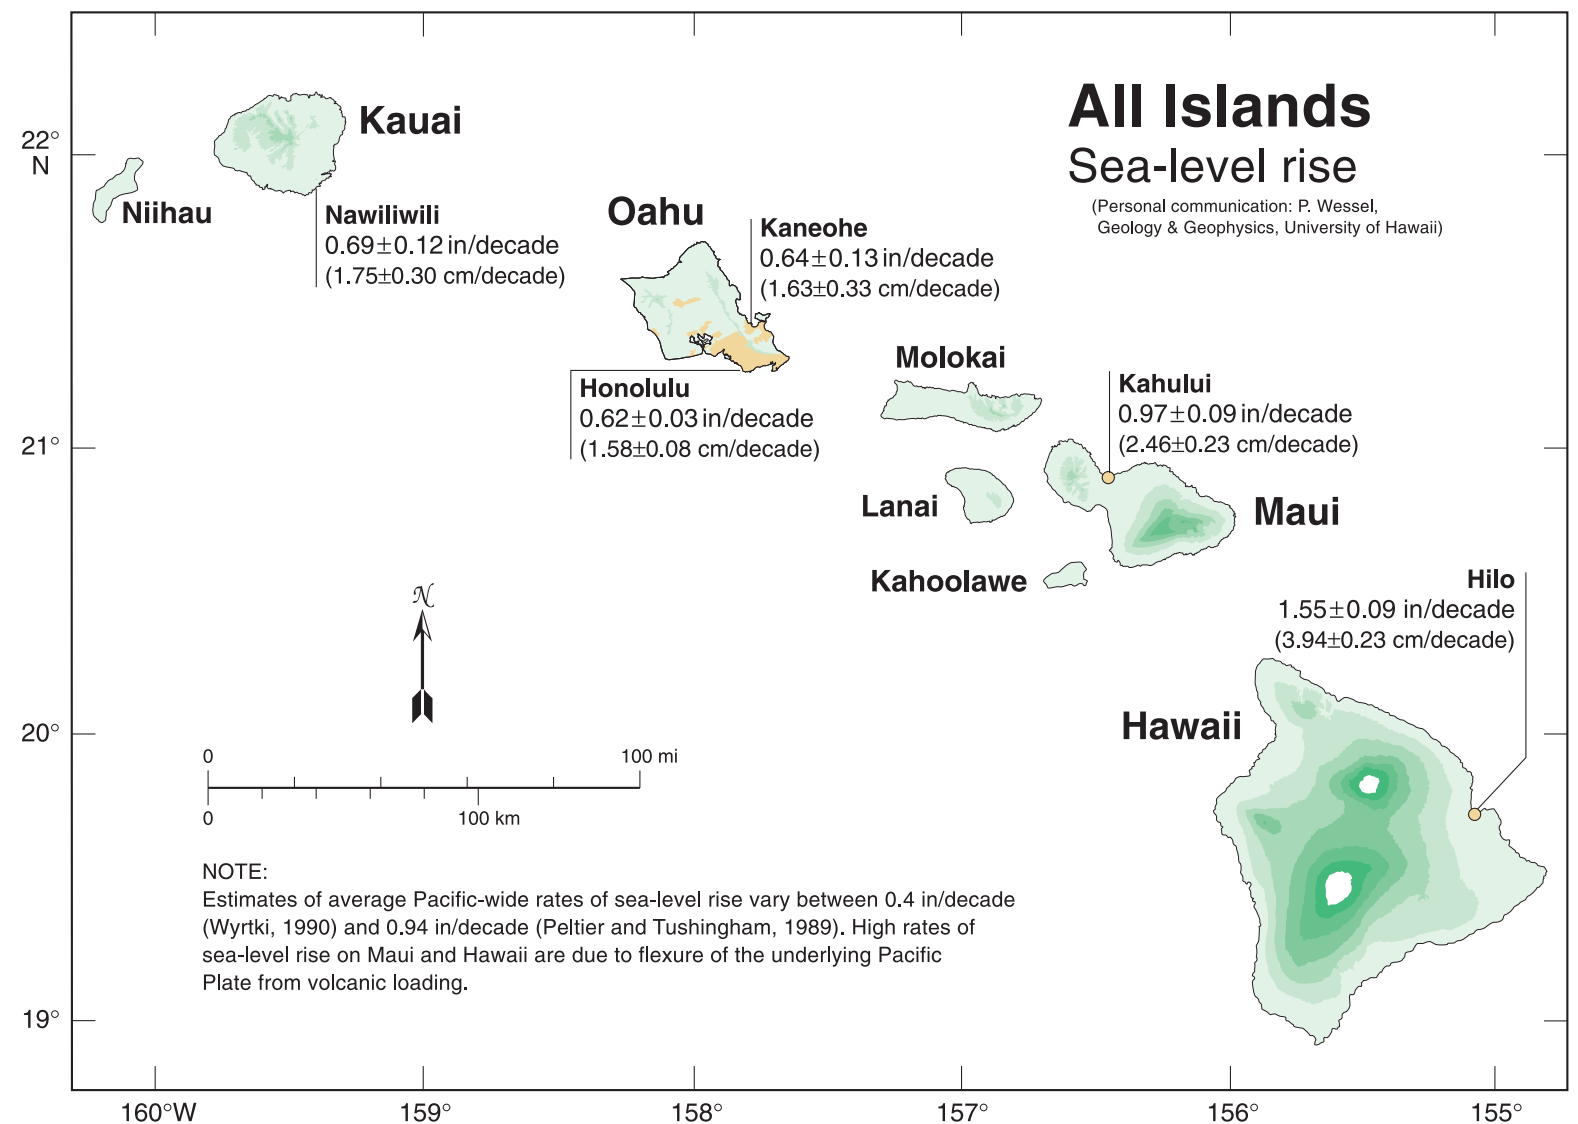 All Islands
Sea-level rise
(Personal communication: P. Wessel,
Geology & Geophysics, University of Hawaii)
22°
N
21°
20°
19°
Kauai
Niihau
Nawiliwili
0.69±0.12 in/decade
(1.75±0.30 cm/decade)
Oahu
Kaneohe
0.64±0.13 in/decade
(1.63±0.33 cm/decade)
Honolulu
0.62±0.03 in/decade
(1.58±0.08 cm/decade)
Molokai
Kahului
0.97±0.09 in/decade
(2.46±0.23 cm/decade)
Lanai
Maui
Kahoolawe
Hilo
1.55±0.09 in/decade
(3.94±0.23 cm/decade)
Hawaii
N
0 100 mi
0 100 km
NOTE:
Estimates of average Pacific-wide rates of sea-level rise vary between 0.4 in/decade
(Wyrtki, 1990) and 0.94 in/decade (Peltier and Tushingham, 1989). High rates of
sea-level rise on Maui and Hawaii are due to flexure of the underlying Pacific
Plate from volcanic loading.
160°W 159° 158° 157° 156° 155°